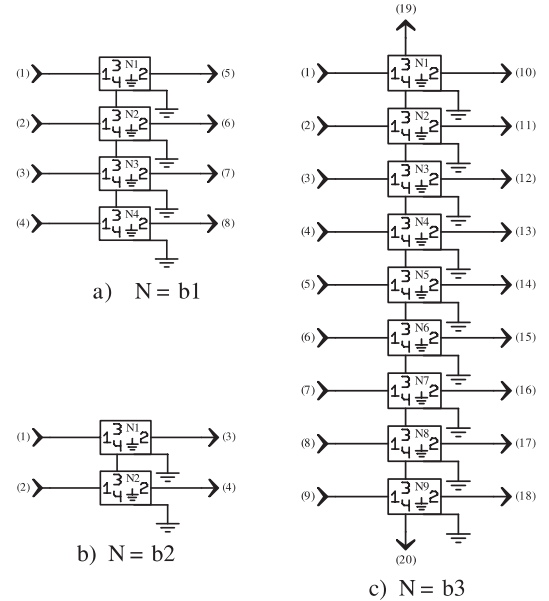 (1) 1 3 N1 4 2 (5)
(2) 1 3 N2 4 2 (6)
(3) 1 3 N3 4 2 (7)
(4) 1 3 N4 4 2 (8)
a) N = b1
(1) 1 3 N1 4 2 (3)
(2) 1 3 N2 4 2 (4)
b) N = b2
(19)
(1) 1 3 N1 4 2 (10)
(2) 1 3 N2 4 2 (11)
(3) 1 3 N3 4 2 (12)
(4) 1 3 N4 4 2 (13)
(5) 1 3 N5 4 2 (14)
(6) 1 3 N6 4 2 (15)
(7) 1 3 N7 4 2 (16)
(8) 1 3 N8 4 2 (17)
(9) 1 3 N9 4 2 (18)
(20)
c) N = b3